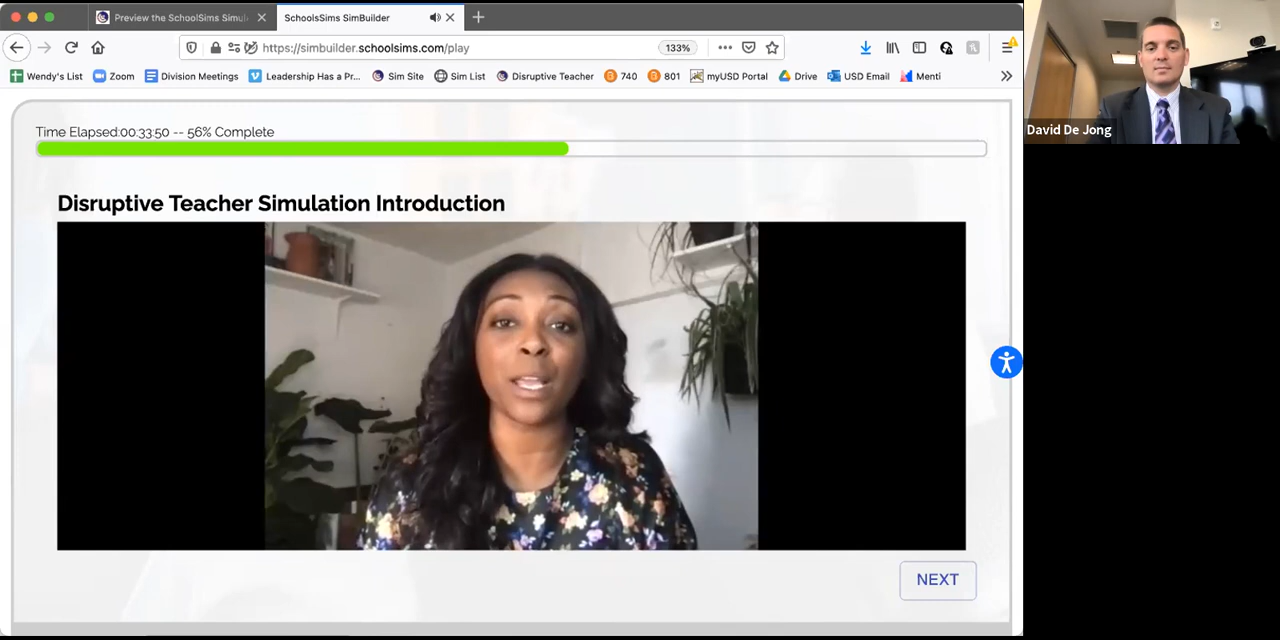 Preview the SchoolSims Simul
SchoolsSims SimBuilder
https://simbuilder.schoolsims.com/play
133%
Wendy's List
Zoom
Division Meetings
Leadership Has a Pr...
Sim Site
Sim List
Disruptive Teacher
740
801
myUSD Portal
Drive
USD Email
Menti
David De Jong
Time Elapsed:00:33:50 -- 56% Complete
Disruptive Teacher Simulation Introduction
NEXT